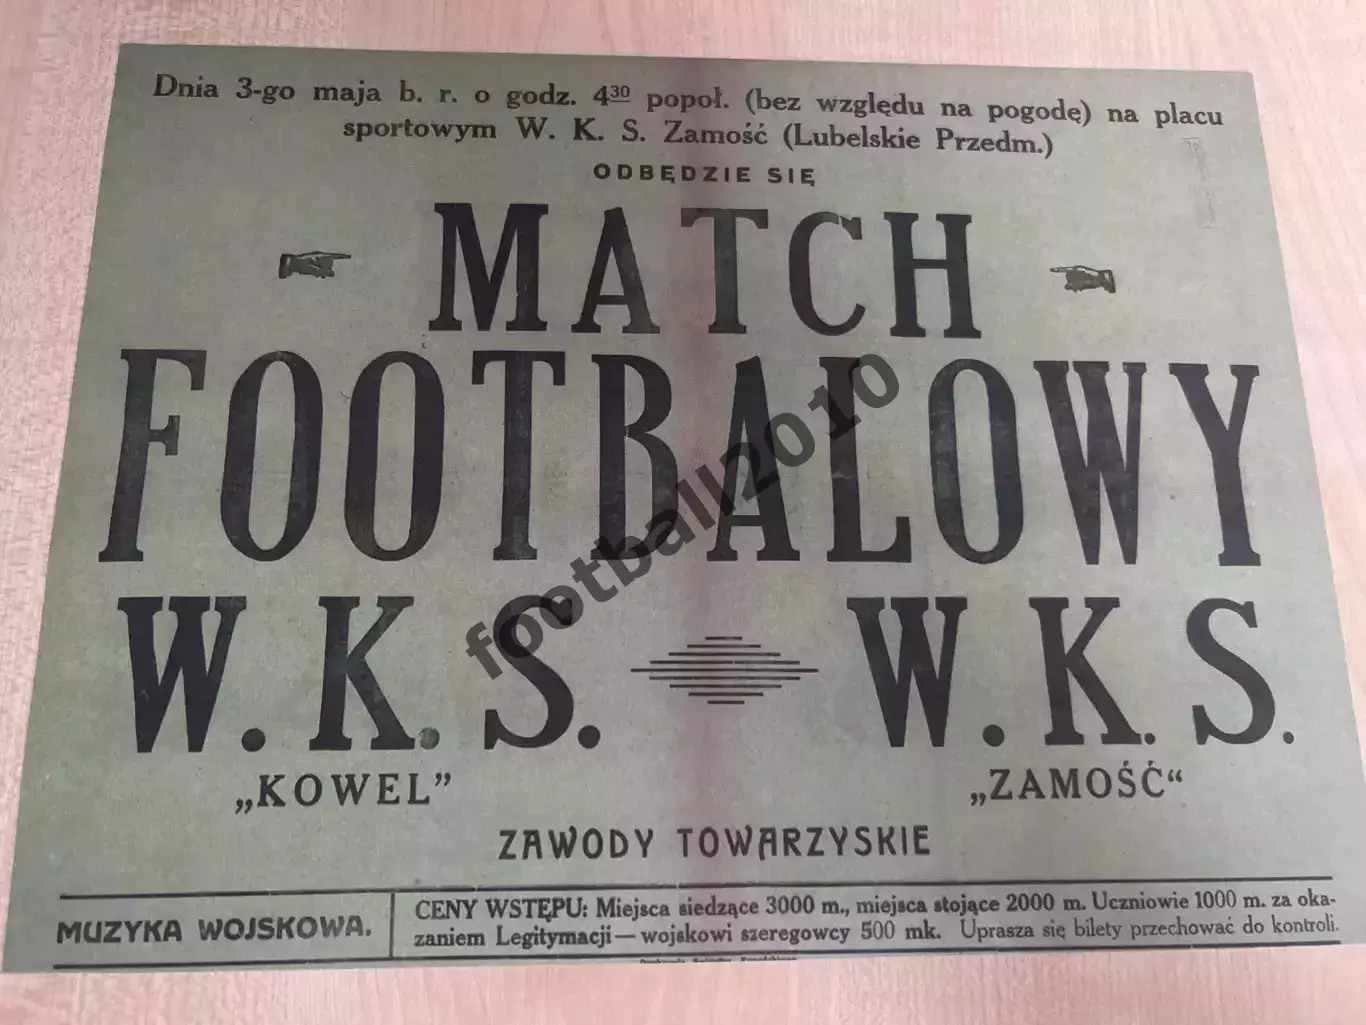 Dnia 3-go maja b. r. o godz. 4³⁰ popoł. (bez względu na pogodę) na placu
sportowym W. K. S. Zamość (Lubelskie Przedm.)
ODBĘDZIE SIĘ
MATCH
FOOTBALOWY
W.K.S. W.K.S.
„KOWEL” „ZAMOŚĆ“
ZAWODY TOWARZYSKIE
MUZYKA WOJSKOWA.
CENY WSTĘPU: Miejsca siedzące 3000 m., miejsca stojące 2000 m. Uczniowie 1000 m. za oka-
zaniem Legitymacji — wojskowi szeregowcy 500 mk. Uprasza się bilety przechować do kontroli.
football2010